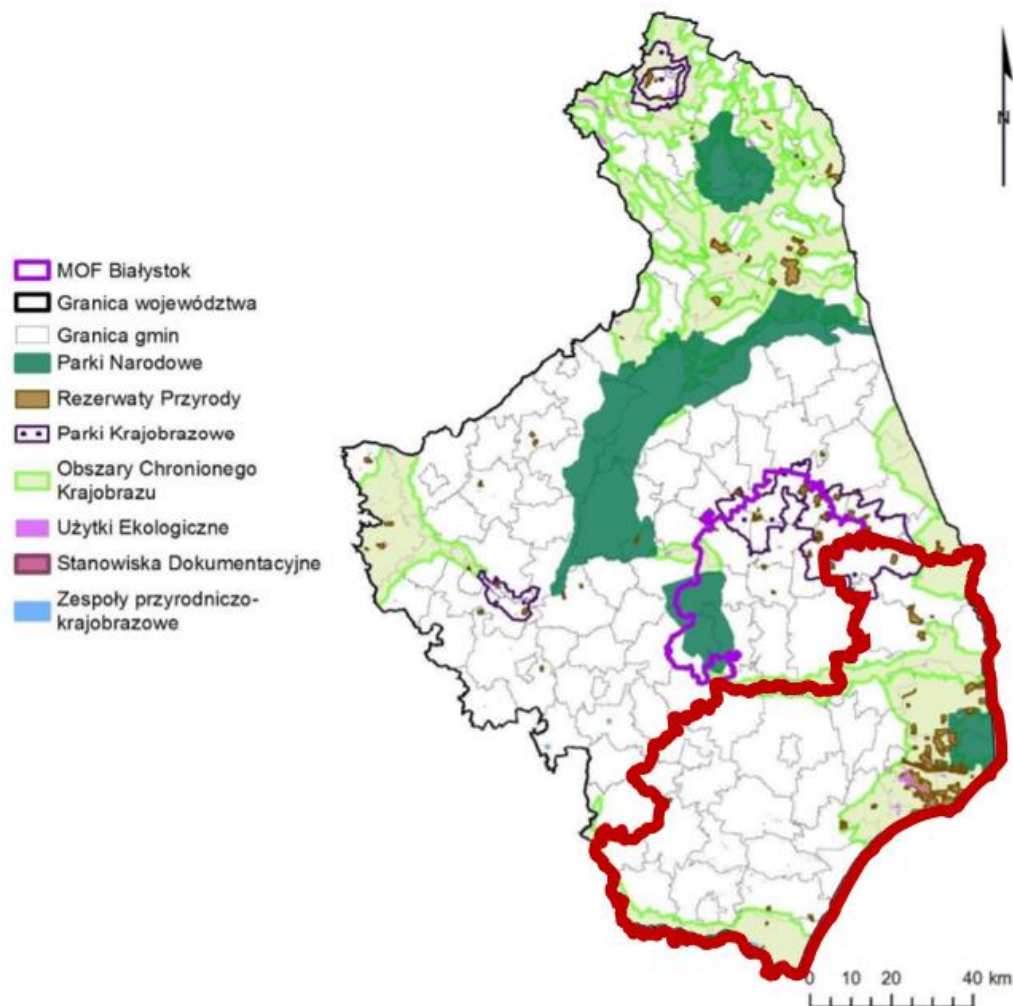 N
MOF Białystok
Granica województwa
Granica gmin
Parki Narodowe
Rezerwaty Przyrody
Parki Krajobrazowe
Obszary Chronionego
Krajobrazu
Użytki Ekologiczne
Stanowiska Dokumentacyjne
Zespoły przyrodniczo-
krajobrazowe
0 10 20 40 km